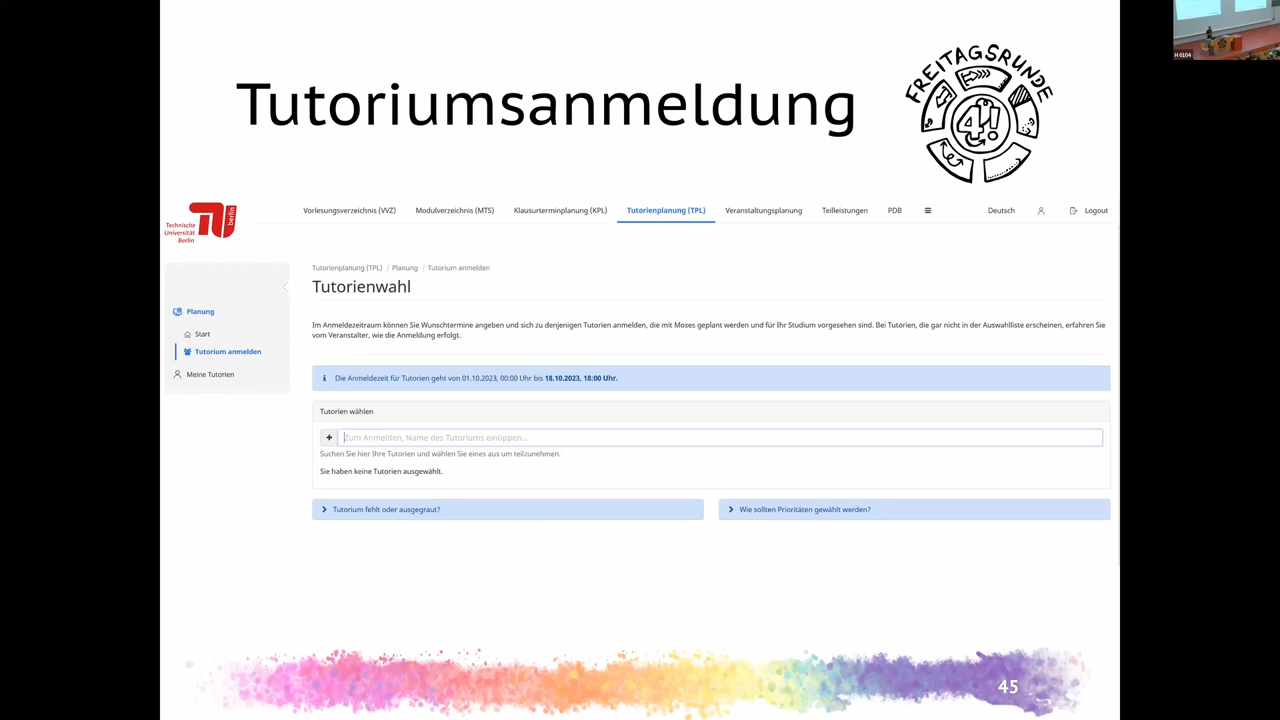 Tutoriumsanmeldung
FREITAGSRUNDE
4!
H 0104
Technische
Universität
Berlin
berlin
Vorlesungsverzeichnis (VVZ) Modulverzeichnis (MTS) Klausurterminplanung (KPL) Tutorienplanung (TPL) Veranstaltungsplanung Teilleistungen PDB Deutsch Logout
Tutorienplanung (TPL) / Planung / Tutorium anmelden
Tutorienwahl
Planung
Start
Tutorium anmelden
Meine Tutorien
Im Anmeldezeitraum können Sie Wunschtermine angeben und sich zu denjenigen Tutorien anmelden, die mit Moses geplant werden und für Ihr Studium vorgesehen sind. Bei Tutorien, die gar nicht in der Auswahlliste erscheinen, erfahren Sie
vom Veranstalter, wie die Anmeldung erfolgt.
Die Anmeldezeit für Tutorien geht von 01.10.2023, 00:00 Uhr bis 18.10.2023, 18:00 Uhr.
Tutorien wählen
Zum Anmelden, Name des Tutoriums eintippen...
Suchen Sie hier Ihre Tutorien und wählen Sie eines aus um teilzunehmen.
Sie haben keine Tutorien ausgewählt.
Tutorium fehlt oder ausgegraut?
Wie sollten Prioritäten gewählt werden?
45